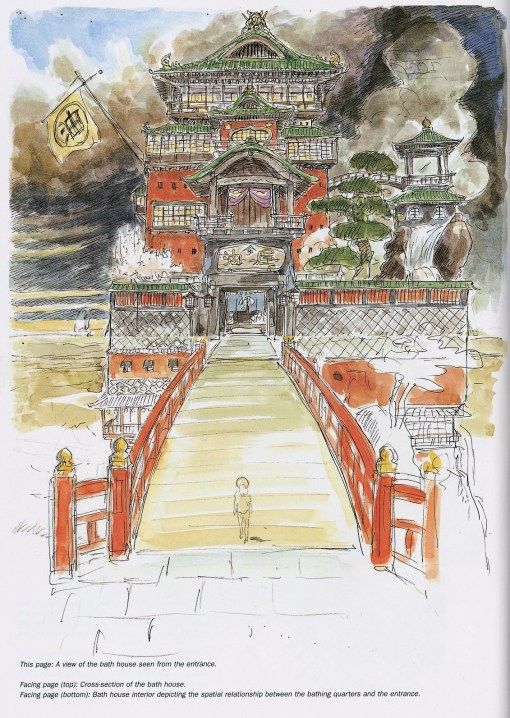 油
This page: A view of the bath house seen from the entrance.
Facing page (top): Cross-section of the bath house.
Facing page (bottom): Bath house interior depicting the spatial relationship between the bathing quarters and the entrance.